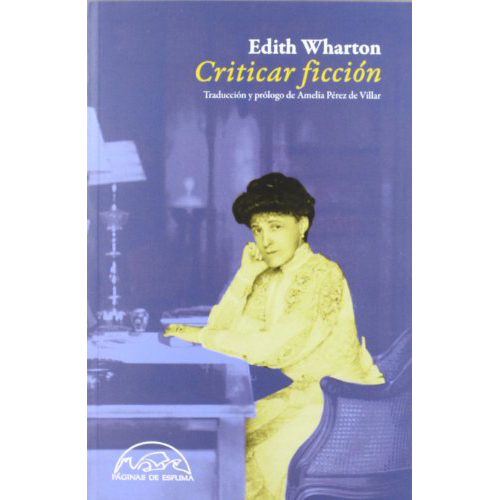 Edith Wharton
Criticar ficción
Traducción y prólogo de Amelia Pérez de Villar
PÁGINAS DE ESPUMA